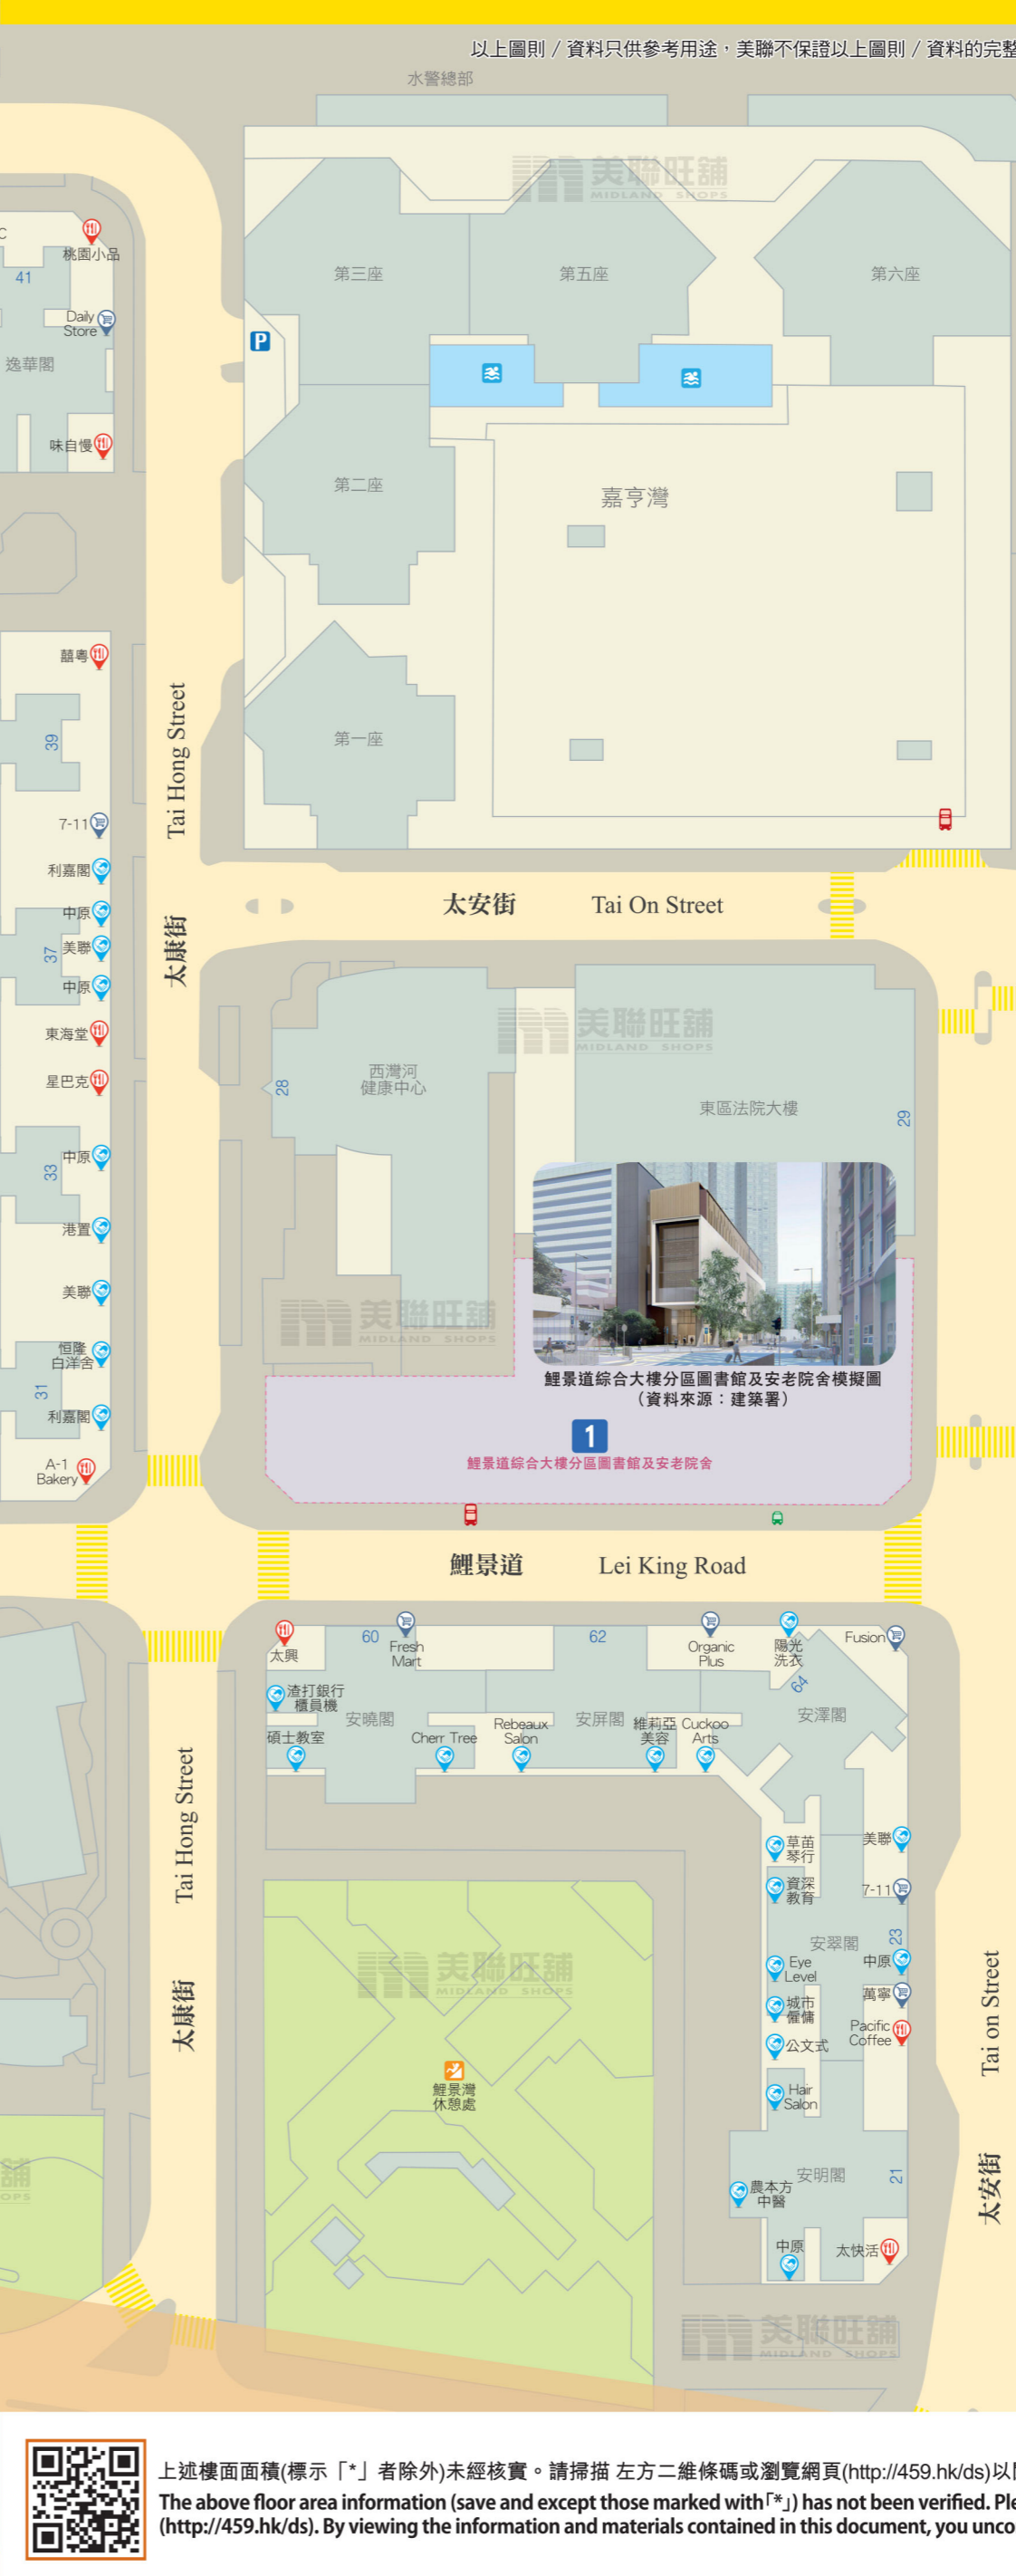 以上圖則 / 資料只供參考用途，美聯不保證以上圖則 / 資料的完整
水警總部
美聯旺舖
MIDLAND SHOPS
桃園小品
41
第三座
第五座
第六座
Daily
Store
P
逸華閣
味自慢
第二座
嘉亨灣
囍粵
39
第一座
Tai Hong Street
7-11
利嘉閣
中原
37
美聯
中原
太康街
太安街
Tai On Street
東海堂
星巴克
美聯旺舖
MIDLAND SHOPS
28
西灣河
健康中心
東區法院大樓
29
33
中原
港置
美聯
美聯旺舖
MIDLAND SHOPS
恒隆
白洋舍
31
利嘉閣
鯉景道綜合大樓分區圖書館及安老院舍模擬圖
（資料來源：建築署）
1
鯉景道綜合大樓分區圖書館及安老院舍
A-1
Bakery
鯉景道
Lei King Road
太興
60
Fresh
Mart
62
Organic
Plus
陽光
洗衣
Fusion
64
渣打銀行
櫃員機
安曉閣
安屏閣
安澤閣
碩士教室
Cherr Tree
Rebeaux
Salon
維莉亞
美容
Cuckoo
Arts
Tai Hong Street
草苗
琴行
美聯
資深
教育
7-11
安翠閣
23
美聯旺舖
MIDLAND SHOPS
Eye
Level
中原
城市
僱傭
萬寧
公文式
Pacific
Coffee
太康街
Tai on Street
鯉景灣
休憩處
Hair
Salon
舖
OPS
安明閣
21
農本方
中醫
太安街
中原
太快活
美聯旺舖
MIDLAND SHOPS
上述樓面面積(標示「*」者除外)未經核實。請掃描 左方二維條碼或瀏覽網頁(http://459.hk/ds)以
The above floor area information (save and except those marked with「*」) has not been verified. Ple
(http://459.hk/ds). By viewing the information and materials contained in this document, you unco